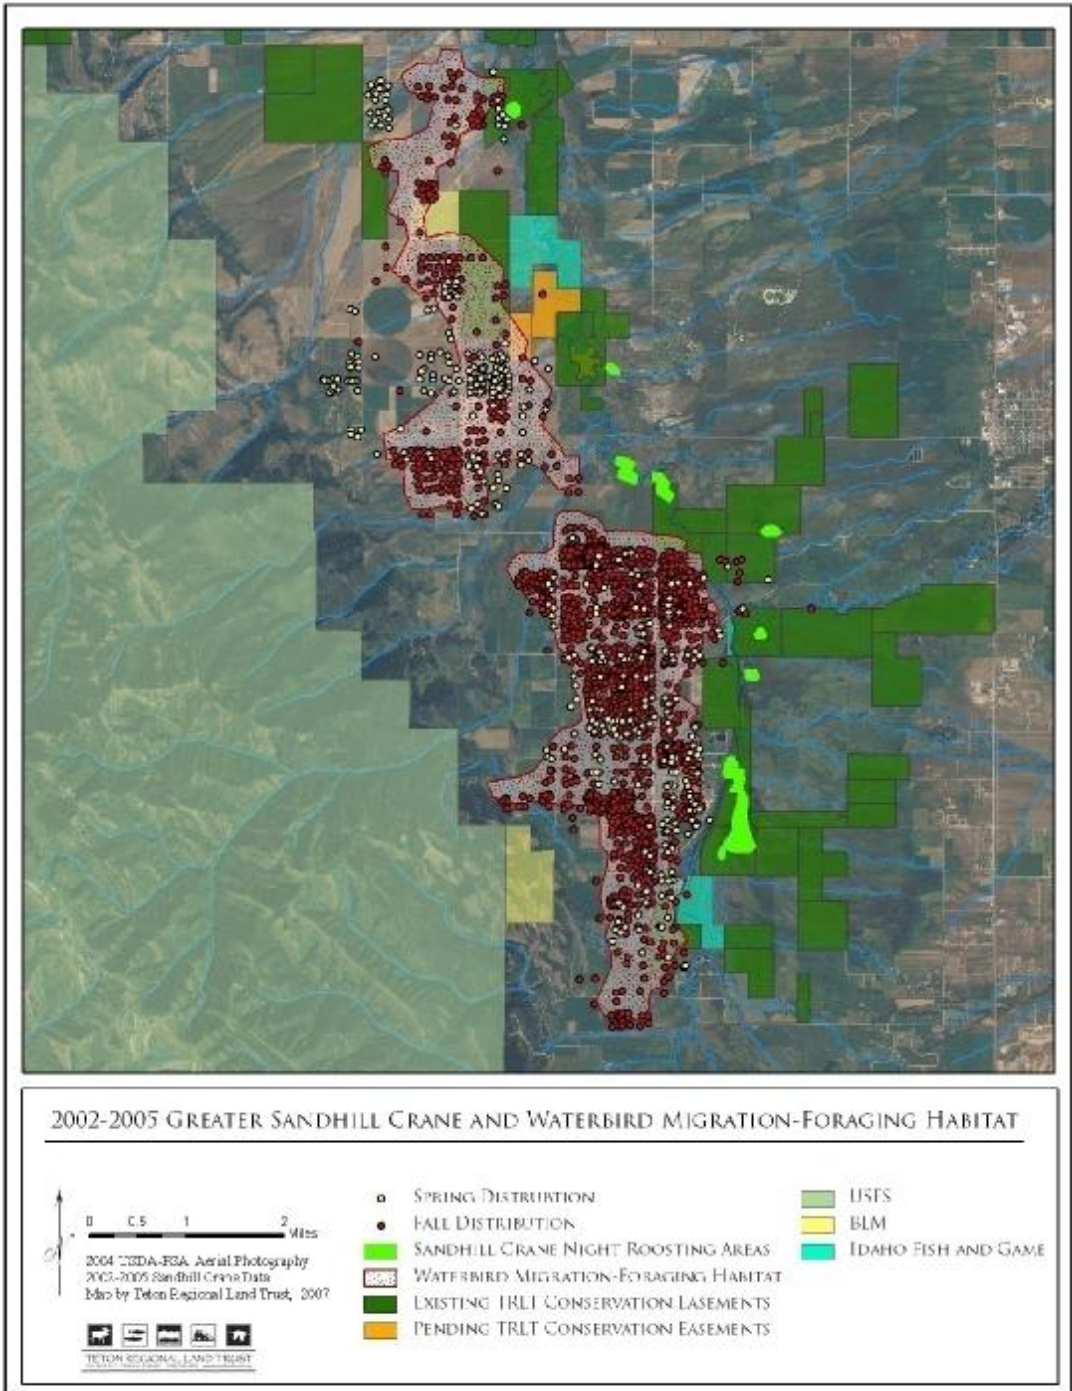 2002-2005 GREATER SANDHILL CRANE AND WATERBIRD MIGRATION-FORAGING HABITAT
0 0.5 1 2
Miles
2004 USDA-FSA Aerial Photography
2002-2005 Sandhill Crane Data
Map by Teton Regional Land Trust, 2007
TETON REGIONAL LAND TRUST
SPRING DISTRIBUTION
FALL DISTRIBUTION
SANDHILL CRANE NIGHT ROOSTING AREAS
WATERBIRD MIGRATION-FORAGING HABITAT
EXISTING TRLT CONSERVATION EASEMENTS
PENDING TRLT CONSERVATION EASEMENTS
USFS
BLM
IDAHO FISH AND GAME